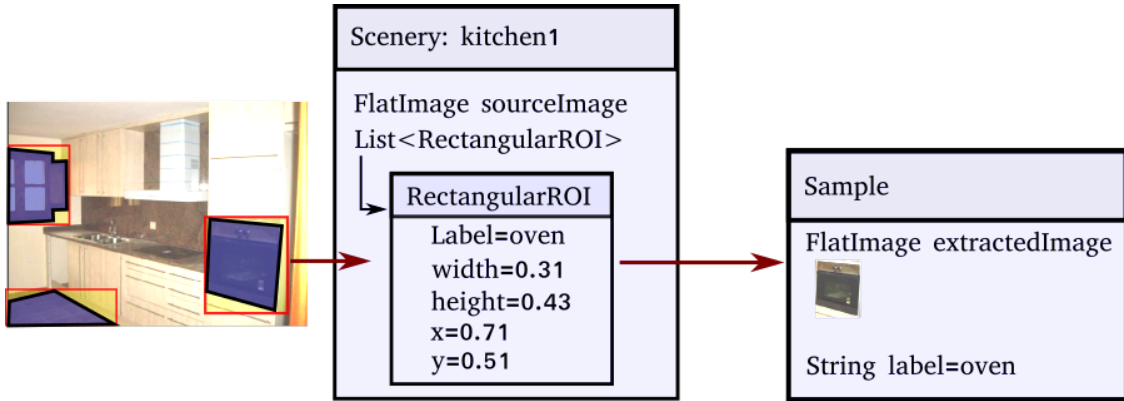 Scenery: kitchen1
FlatImage sourceImage
List<RectangularROI>
RectangularROI
Label=oven
width=0.31
height=0.43
x=0.71
y=0.51
Sample
FlatImage extractedImage
String label=oven